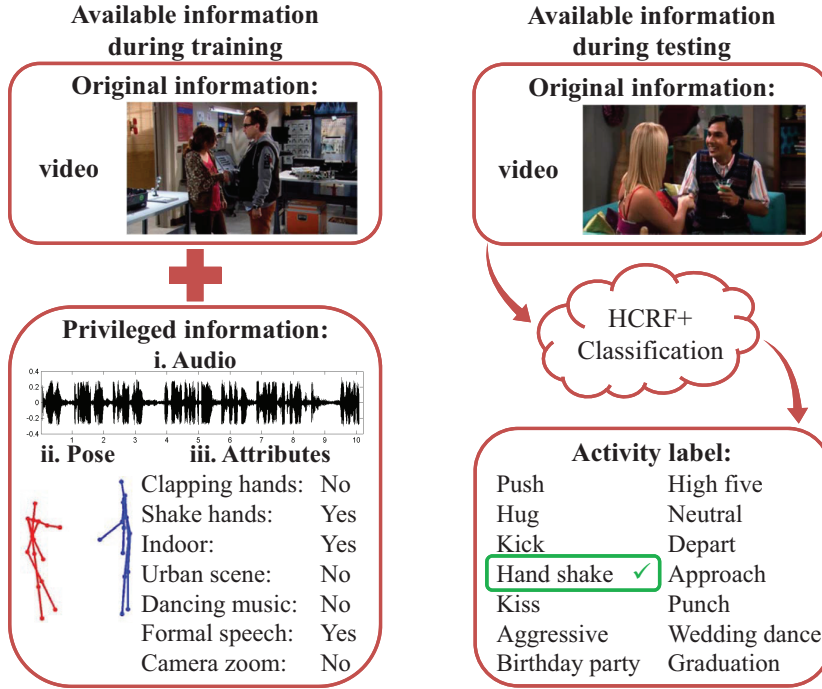 Available information
during training
Original information:
video
Privileged information:
i. Audio
0.4
0.2
0
-0.2
-0.4
1 2 3 4 5 6 7 8 9 10
ii. Pose iii. Attributes
Clapping hands: No
Shake hands: Yes
Indoor: Yes
Urban scene: No
Dancing music: No
Formal speech: Yes
Camera zoom: No
Available information
during testing
Original information:
video
HCRF+
Classification
Activity label:
Push High five
Hug Neutral
Kick Depart
Hand shake ✓ Approach
Kiss Punch
Aggressive Wedding dance
Birthday party Graduation